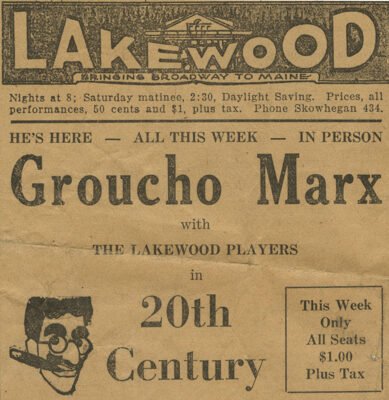 LAKEWOOD
BRINGING BROADWAY TO MAINE
Nights at 8; Saturday matinee, 2:30, Daylight Saving. Prices, all
performances, 50 cents and $1, plus tax. Phone Skowhegan 434.
HE'S HERE — ALL THIS WEEK — IN PERSON
Groucho Marx
with
THE LAKEWOOD PLAYERS
in
20th
Century
This Week
Only
All Seats
$1.00
Plus Tax